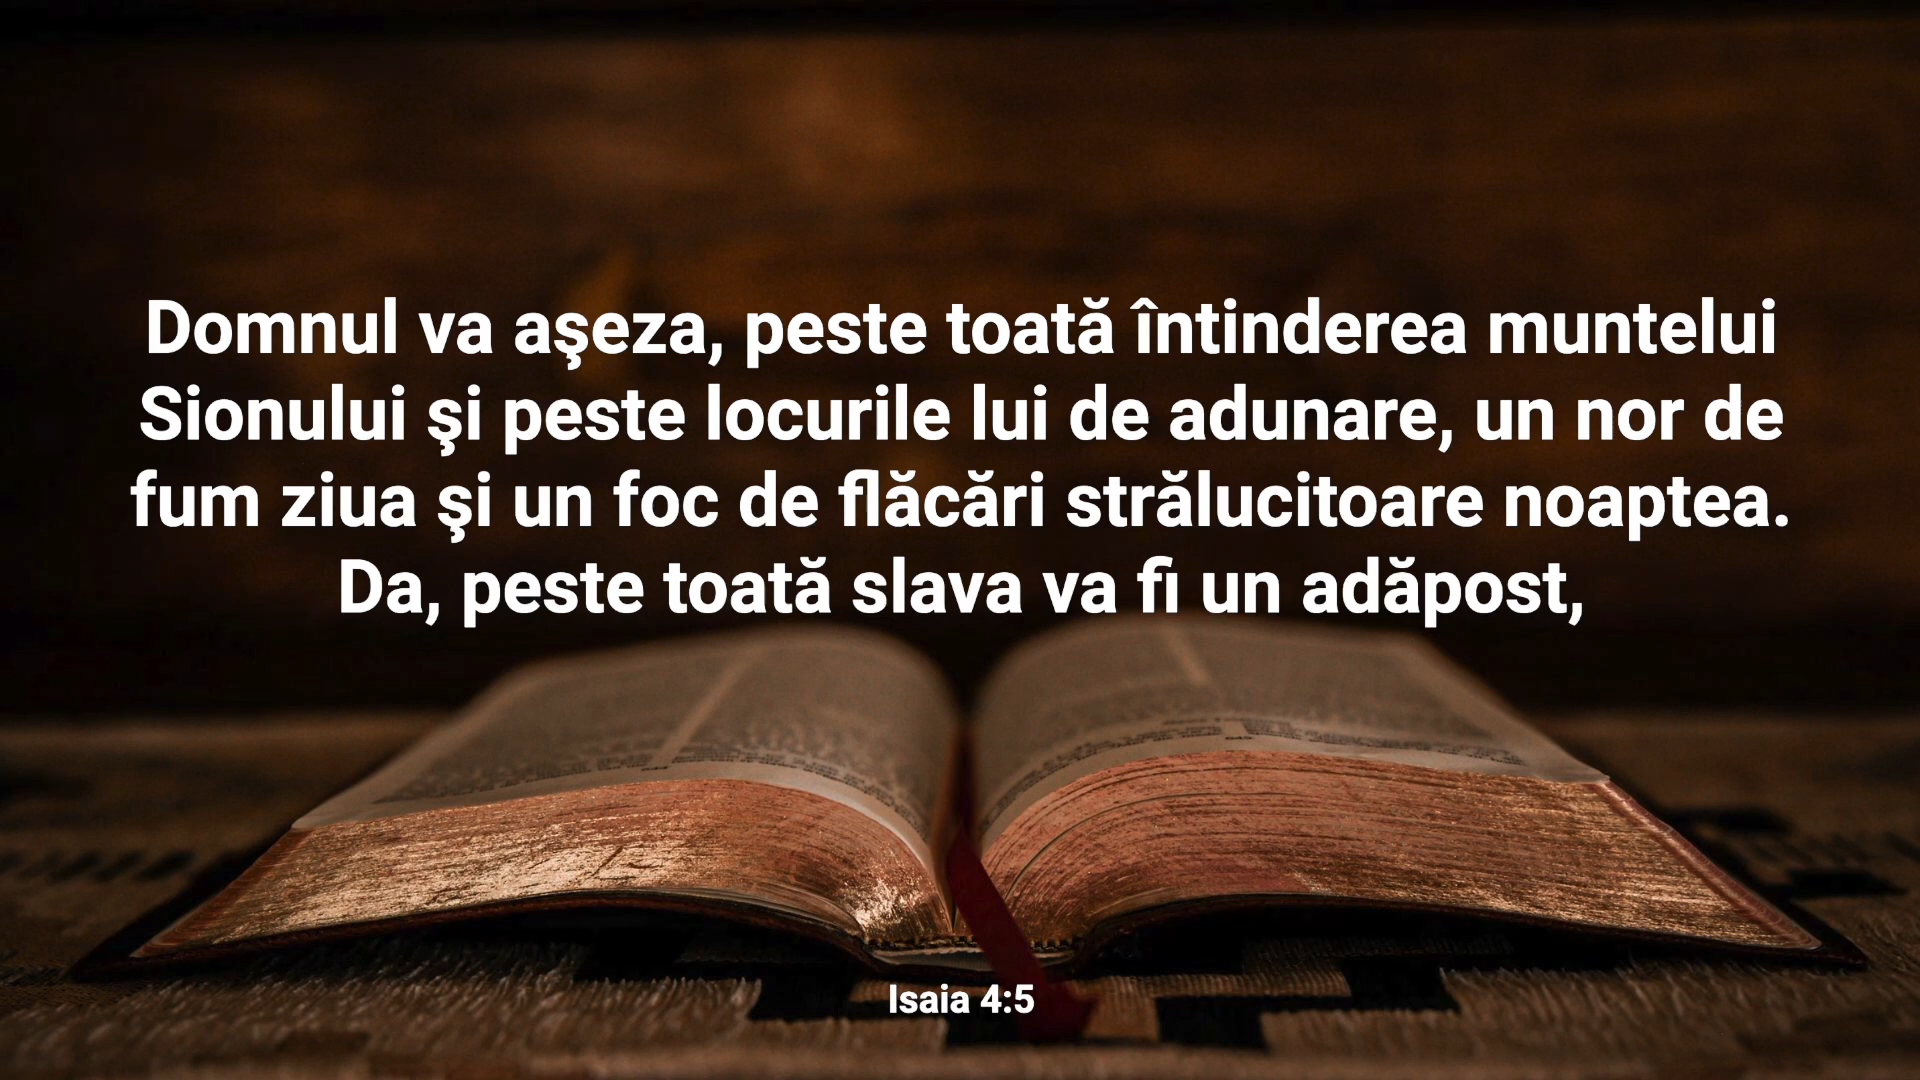 Domnul va aşeza, peste toată întinderea muntelui
Sionului şi peste locurile lui de adunare, un nor de
fum ziua şi un foc de flăcări strălucitoare noaptea.
Da, peste toată slava va fi un adăpost,
Isaia 4:5